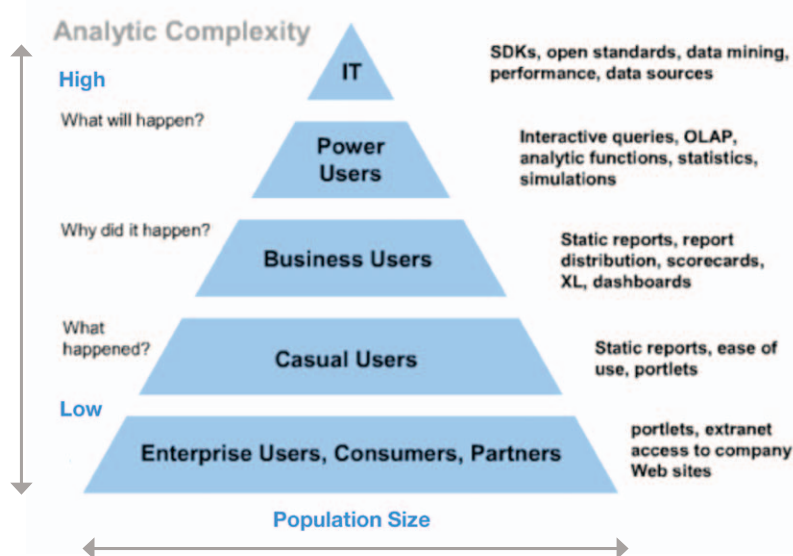 Analytic Complexity
High
IT
SDKs, open standards, data mining,
performance, data sources
What will happen?
Power
Users
Interactive queries, OLAP,
analytic functions, statistics,
simulations
Why did it happen?
Business Users
Static reports, report
distribution, scorecards,
XL, dashboards
What
happened?
Casual Users
Static reports, ease of
use, portlets
Low
Enterprise Users, Consumers, Partners
portlets, extranet
access to company
Web sites
Population Size